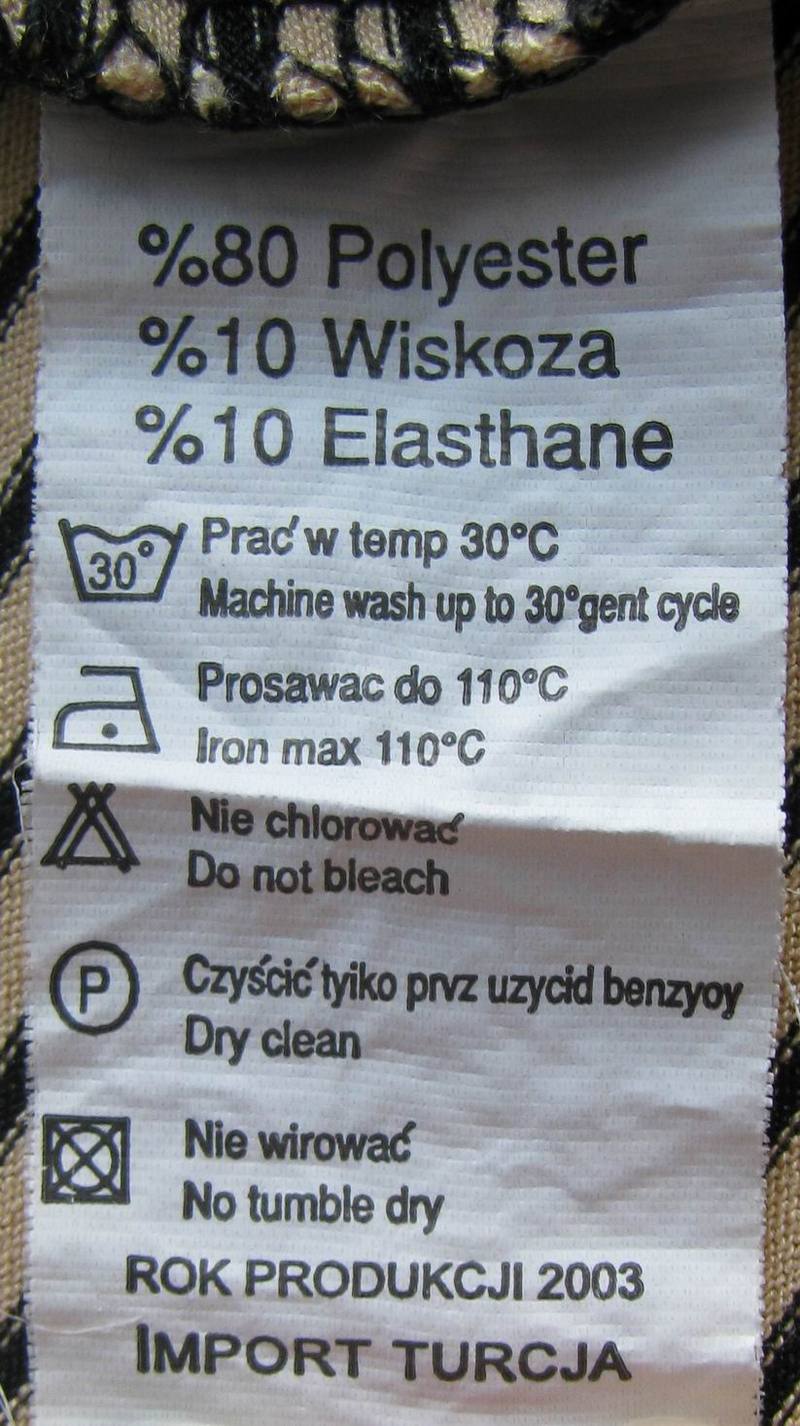 %80 Polyester
%10 Wiskoza
%10 Elasthane
30° Prać w temp 30°C
Machine wash up to 30°gent cycle
Prosawac do 110°C
Iron max 110°C
Nie chlorować
Do not bleach
P Czyścić tyiko prvz uzycid benzyoy
Dry clean
Nie wirować
No tumble dry
ROK PRODUKCJI 2003
IMPORT TURCJA